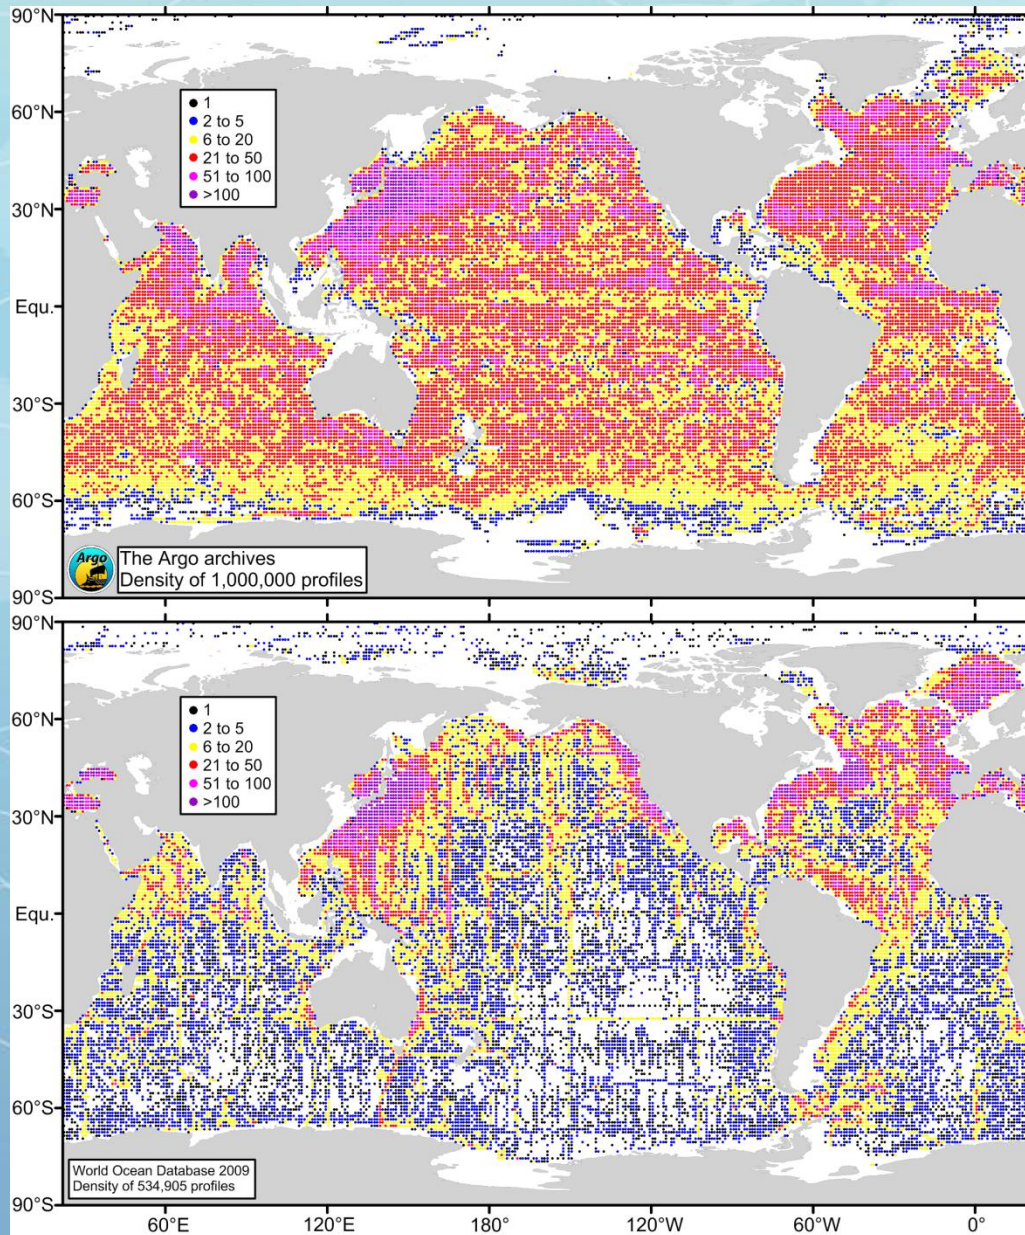 90°N
60°N
30°N
Equ.
30°S
60°S
90°S
1
2 to 5
6 to 20
21 to 50
51 to 100
>100
Argo
The Argo archives
Density of 1,000,000 profiles
90°N
60°N
30°N
Equ.
30°S
60°S
90°S
1
2 to 5
6 to 20
21 to 50
51 to 100
>100
World Ocean Database 2009
Density of 534,905 profiles
60°E 120°E 180° 120°W 60°W 0°